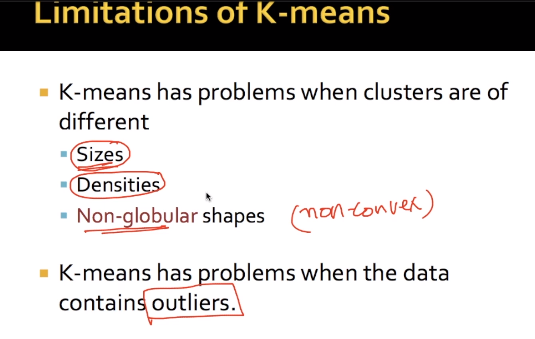 Limitations of K-means
K-means has problems when clusters are of
different
Sizes
Densities
Non-globular shapes (non-convex)
K-means has problems when the data
contains outliers.